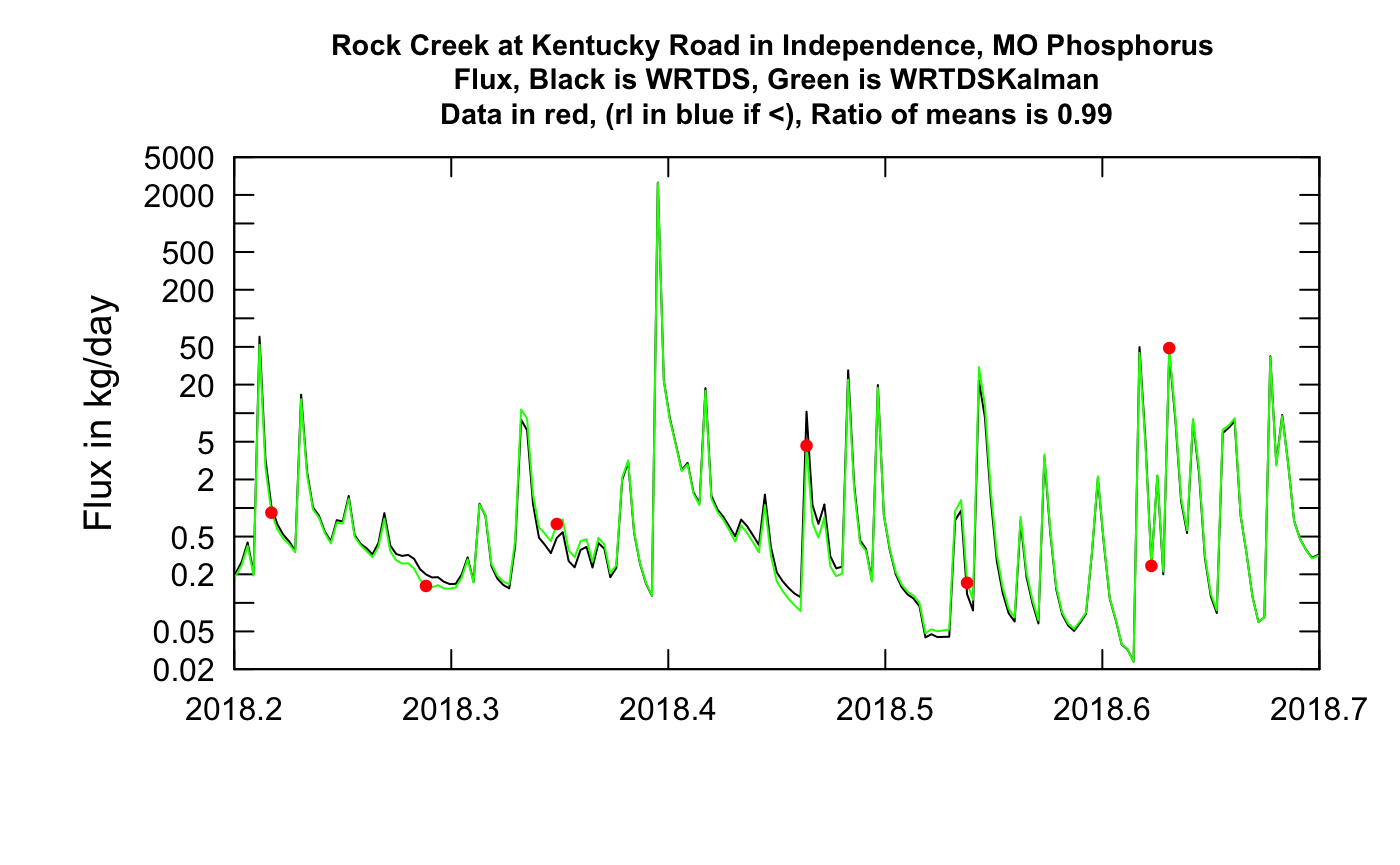 Rock Creek at Kentucky Road in Independence, MO Phosphorus
Flux, Black is WRTDS, Green is WRTDSKalman
Data in red, (rl in blue if <), Ratio of means is 0.99
Flux in kg/day
5000
2000
500
200
50
20
5
2
0.5
0.2
0.05
0.02
2018.2 2018.3 2018.4 2018.5 2018.6 2018.7